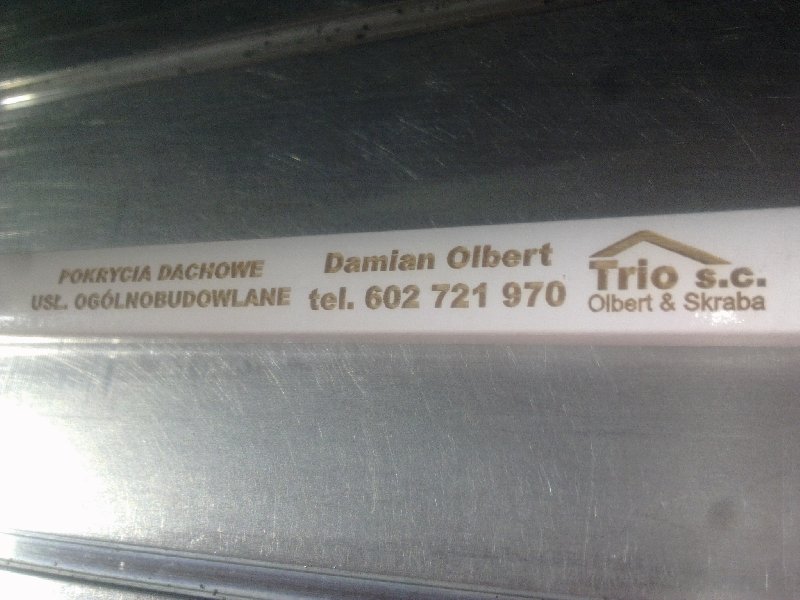 POKRYCIA DACHOWE
USŁ. OGÓLNOBUDOWLANE
Damian Olbert
tel. 602 721 970
Trio s.c.
Olbert & Skraba